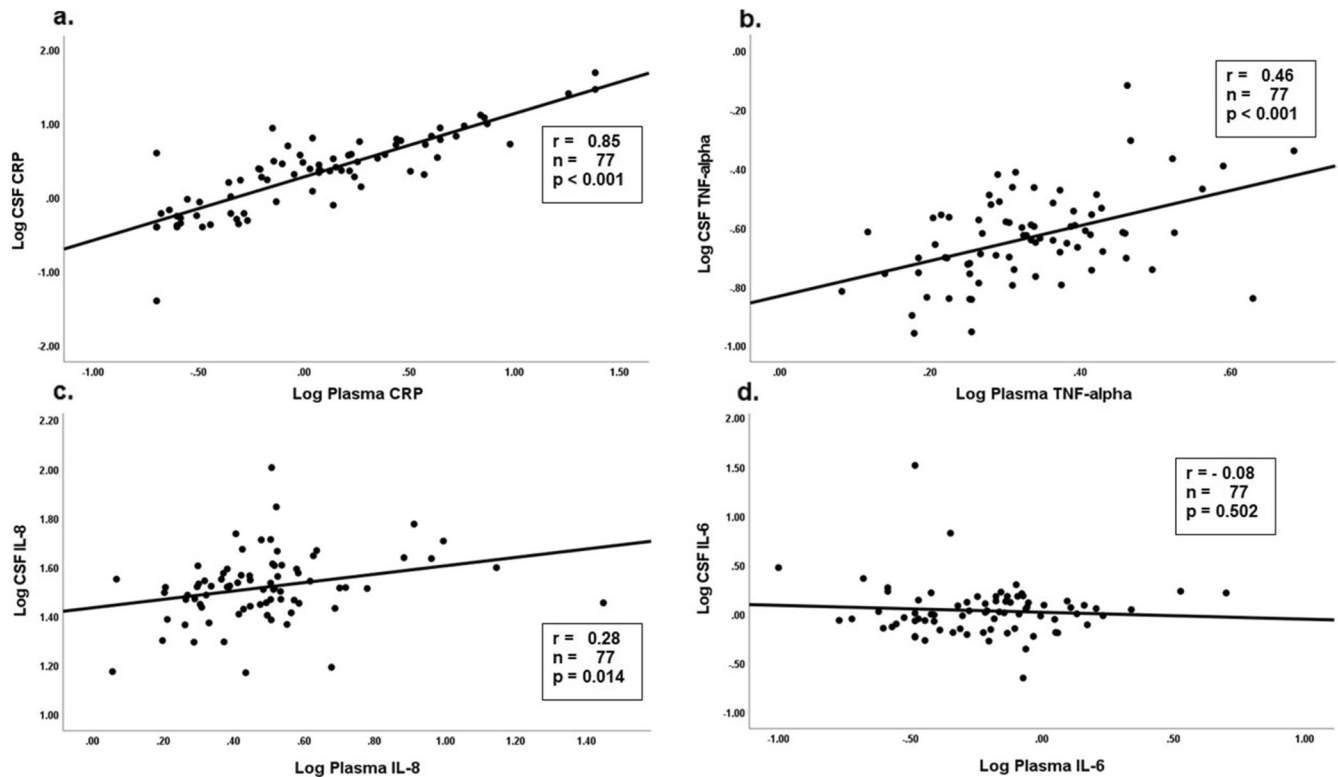 a.
2.00
1.00
.00
-1.00
-2.00
Log CSF CRP
r = 0.85
n = 77
p < 0.001
-1.00 -.50 .00 .50 1.00 1.50
Log Plasma CRP
b.
.00
-.20
-.40
-.60
-.80
-1.00
Log CSF TNF-alpha
r = 0.46
n = 77
p < 0.001
.00 .20 .40 .60
Log Plasma TNF-alpha
c.
2.20
2.00
1.80
1.60
1.40
1.20
1.00
Log CSF IL-8
r = 0.28
n = 77
p = 0.014
.00 .20 .40 .60 .80 1.00 1.20 1.40
Log Plasma IL-8
d.
2.00
1.50
1.00
.50
.00
-.50
-1.00
Log CSF IL-6
r = - 0.08
n = 77
p = 0.502
-1.00 -.50 .00 .50 1.00
Log Plasma IL-6